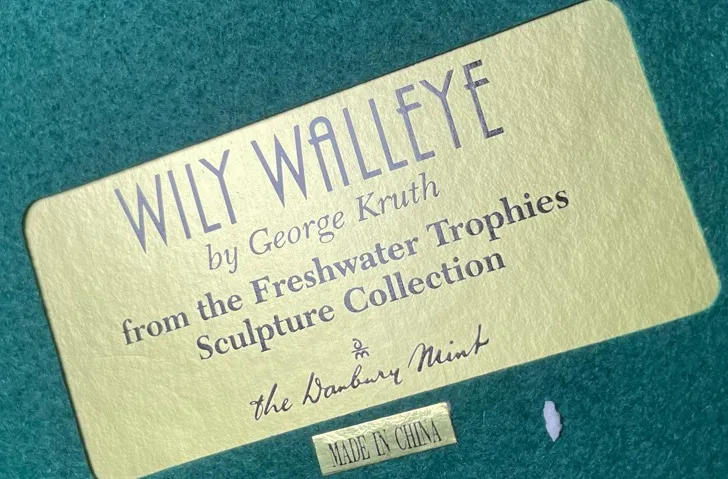 WILY WALLEYE
by George Kruth
from the Freshwater Trophies
Sculpture Collection
the Danbury Mint
MADE IN CHINA